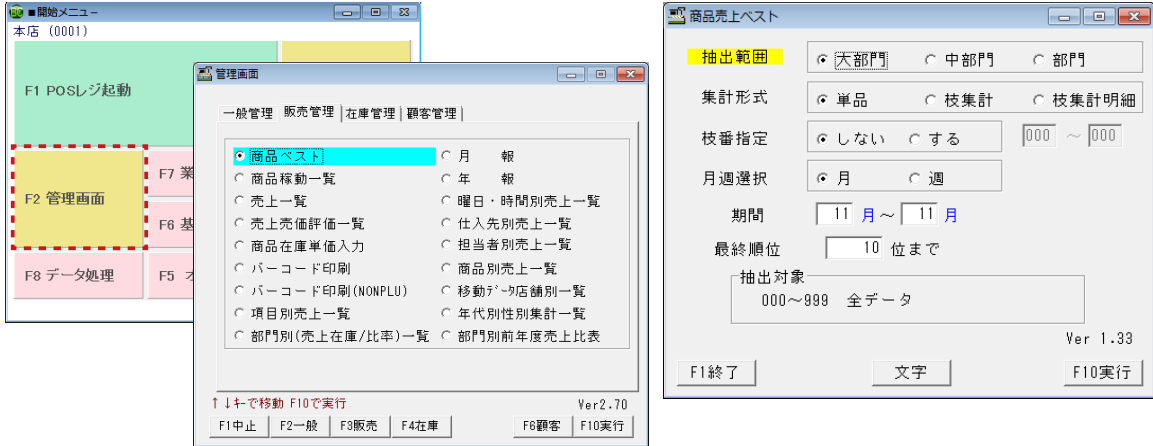 ■開始メニュー
本店 (0001)
F1 POSレジ起動
F2 管理画面
F7 業
F6 基
F8 データ処理
F5 オ
管理画面
一般管理 販売管理 在庫管理 顧客管理
商品ベスト 月 報
商品稼動一覧 年 報
売上一覧 曜日・時間別売上一覧
売上売価評価一覧 仕入先別売上一覧
商品在庫単価入力 担当者別売上一覧
バーコード印刷 商品別売上一覧
バーコード印刷(NONPLU) 移動ﾃﾞｰﾀ店舗別一覧
項目別売上一覧 年代別性別集計一覧
部門別(売上在庫/比率)一覧 部門別前年度売上比表
↑↓キーで移動 F10で実行 Ver2.70
F1中止 F2一般 F3販売 F4在庫 F6顧客 F10実行
商品売上ベスト
抽出範囲 大部門 中部門 部門
集計形式 単品 枝集計 枝集計明細
枝番指定 しない する 000 ～ 000
月週選択 月 週
期間 11 月～ 11 月
最終順位 10 位まで
抽出対象
000～999 全データ
Ver 1.33
F1終了 文字 F10実行